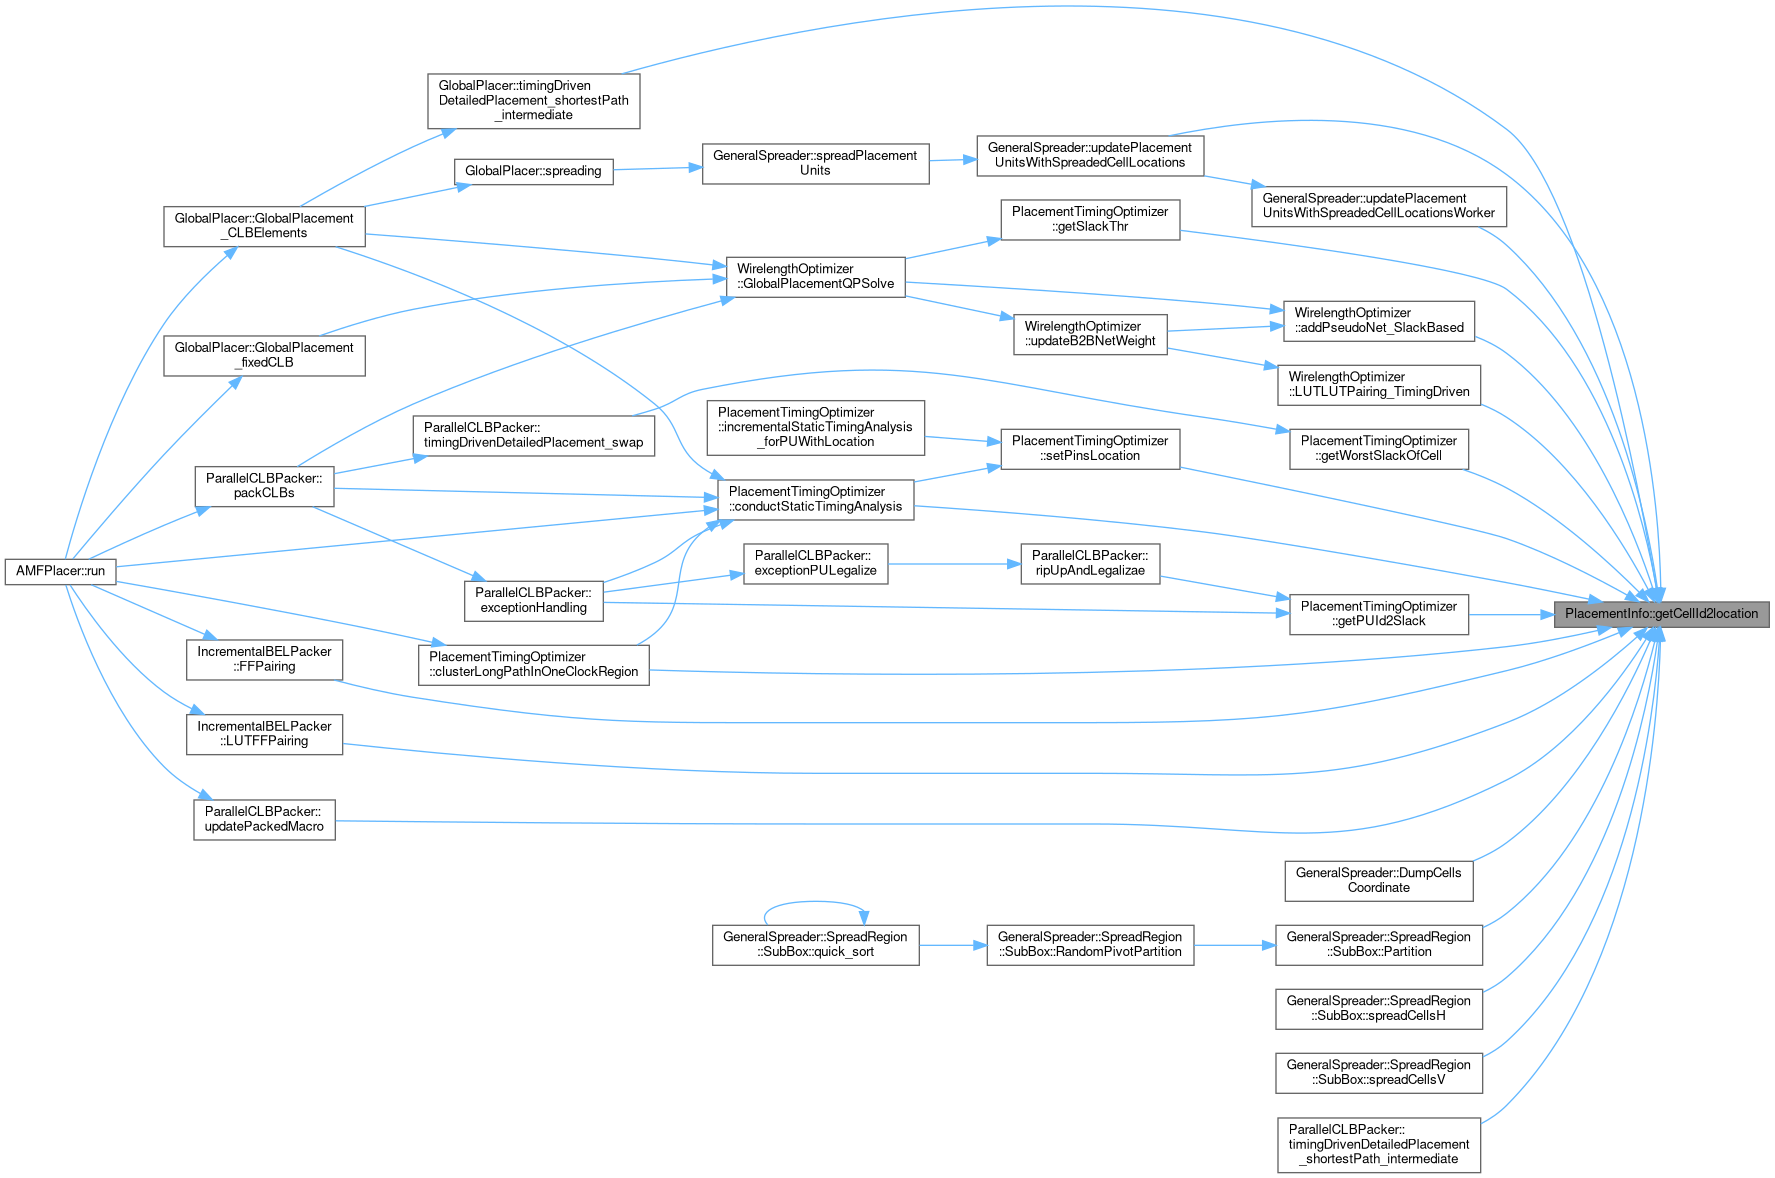 GlobalPlacer::timingDriven
DetailedPlacement_shortestPath
_intermediate
GeneralSpreader::updatePlacement
UnitsWithSpreadedCellLocations
GeneralSpreader::spreadPlacement
Units
GlobalPlacer::spreading
GeneralSpreader::updatePlacement
UnitsWithSpreadedCellLocationsWorker
GlobalPlacer::GlobalPlacement
_CLBElements
PlacementTimingOptimizer
::getSlackThr
WirelengthOptimizer
::GlobalPlacementQPSolve
WirelengthOptimizer
::addPseudoNet_SlackBased
WirelengthOptimizer
::updateB2BNetWeight
GlobalPlacer::GlobalPlacement
_fixedCLB
WirelengthOptimizer
::LUTLUTPairing_TimingDriven
PlacementTimingOptimizer
::incrementalStaticTimingAnalysis
_forPUWithLocation
ParallelCLBPacker::
timingDrivenDetailedPlacement_swap
PlacementTimingOptimizer
::setPinsLocation
PlacementTimingOptimizer
::getWorstSlackOfCell
ParallelCLBPacker::
packCLBs
PlacementTimingOptimizer
::conductStaticTimingAnalysis
AMFPlacer::run
ParallelCLBPacker::
exceptionPULegalize
ParallelCLBPacker::
ripUpAndLegalizae
ParallelCLBPacker::
exceptionHandling
PlacementTimingOptimizer
::getPUId2Slack
PlacementInfo::getCellId2location
IncrementalBELPacker
::FFPairing
PlacementTimingOptimizer
::clusterLongPathInOneClockRegion
IncrementalBELPacker
::LUTFFPairing
ParallelCLBPacker::
updatePackedMacro
GeneralSpreader::DumpCells
Coordinate
GeneralSpreader::SpreadRegion
::SubBox::quick_sort
GeneralSpreader::SpreadRegion
::SubBox::RandomPivotPartition
GeneralSpreader::SpreadRegion
::SubBox::Partition
GeneralSpreader::SpreadRegion
::SubBox::spreadCellsH
GeneralSpreader::SpreadRegion
::SubBox::spreadCellsV
ParallelCLBPacker::
timingDrivenDetailedPlacement
_shortestPath_intermediate